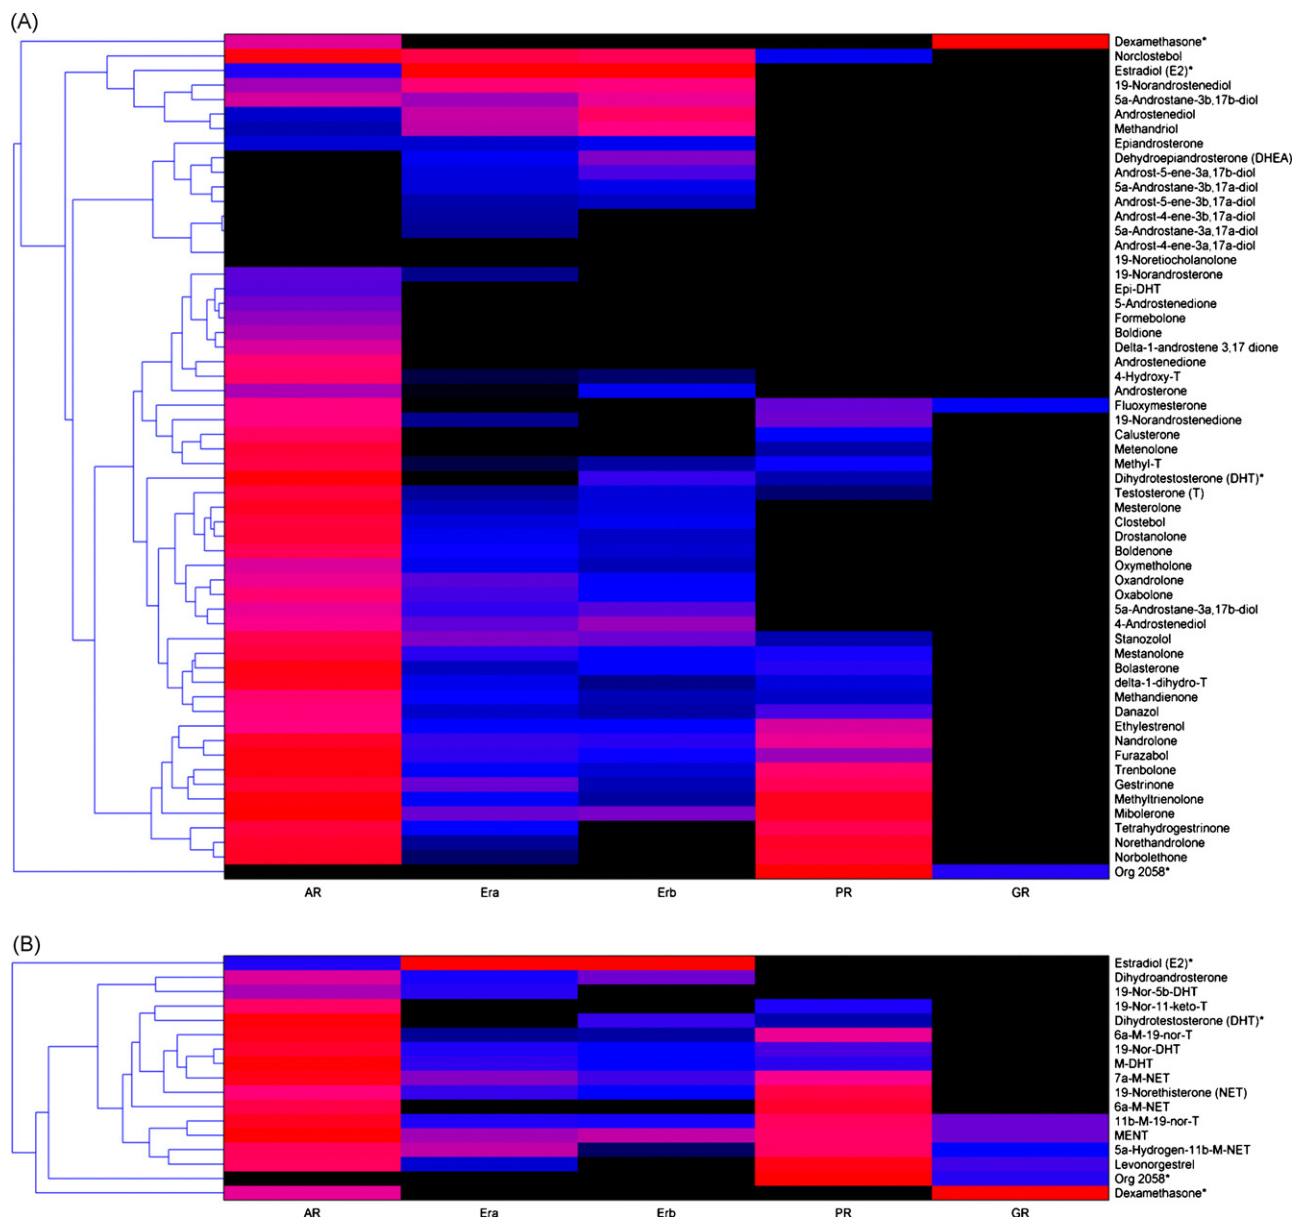 (A)
Dexamethasone*
Norclostebol
Estradiol (E2)*
19-Norandrostenediol
5a-Androstane-3b,17b-diol
Androstenediol
Methandriol
Epiandrosterone
Dehydroepiandrosterone (DHEA)
Androst-5-ene-3a,17b-diol
5a-Androstane-3b,17a-diol
Androst-5-ene-3b,17a-diol
Androst-4-ene-3b,17a-diol
5a-Androstane-3a,17a-diol
Androst-4-ene-3a,17a-diol
19-Noretiocholanolone
19-Norandrosterone
Epi-DHT
5-Androstenedione
Formebolone
Boldione
Delta-1-androstene 3,17 dione
Androstenedione
4-Hydroxy-T
Androsterone
Fluoxymesterone
19-Norandrostenedione
Calusterone
Metenolone
Methyl-T
Dihydrotestosterone (DHT)*
Testosterone (T)
Mesterolone
Clostebol
Drostanolone
Boldenone
Oxymetholone
Oxandrolone
Oxabolone
5a-Androstane-3a,17b-diol
4-Androstenediol
Stanozolol
Mestanolone
Bolasterone
delta-1-dihydro-T
Methandienone
Danazol
Ethylestrenol
Nandrolone
Furazabol
Trenbolone
Gestrinone
Methyltrienolone
Mibolerone
Tetrahydrogestrinone
Norethandrolone
Norbolethone
Org 2058*
AR Era Erb PR GR
(B)
Estradiol (E2)*
Dihydroandrosterone
19-Nor-5b-DHT
19-Nor-11-keto-T
Dihydrotestosterone (DHT)*
6a-M-19-nor-T
19-Nor-DHT
M-DHT
7a-M-NET
19-Norethisterone (NET)
6a-M-NET
11b-M-19-nor-T
MENT
5a-Hydrogen-11b-M-NET
Levonorgestrel
Org 2058*
Dexamethasone*
AR Era Erb PR GR